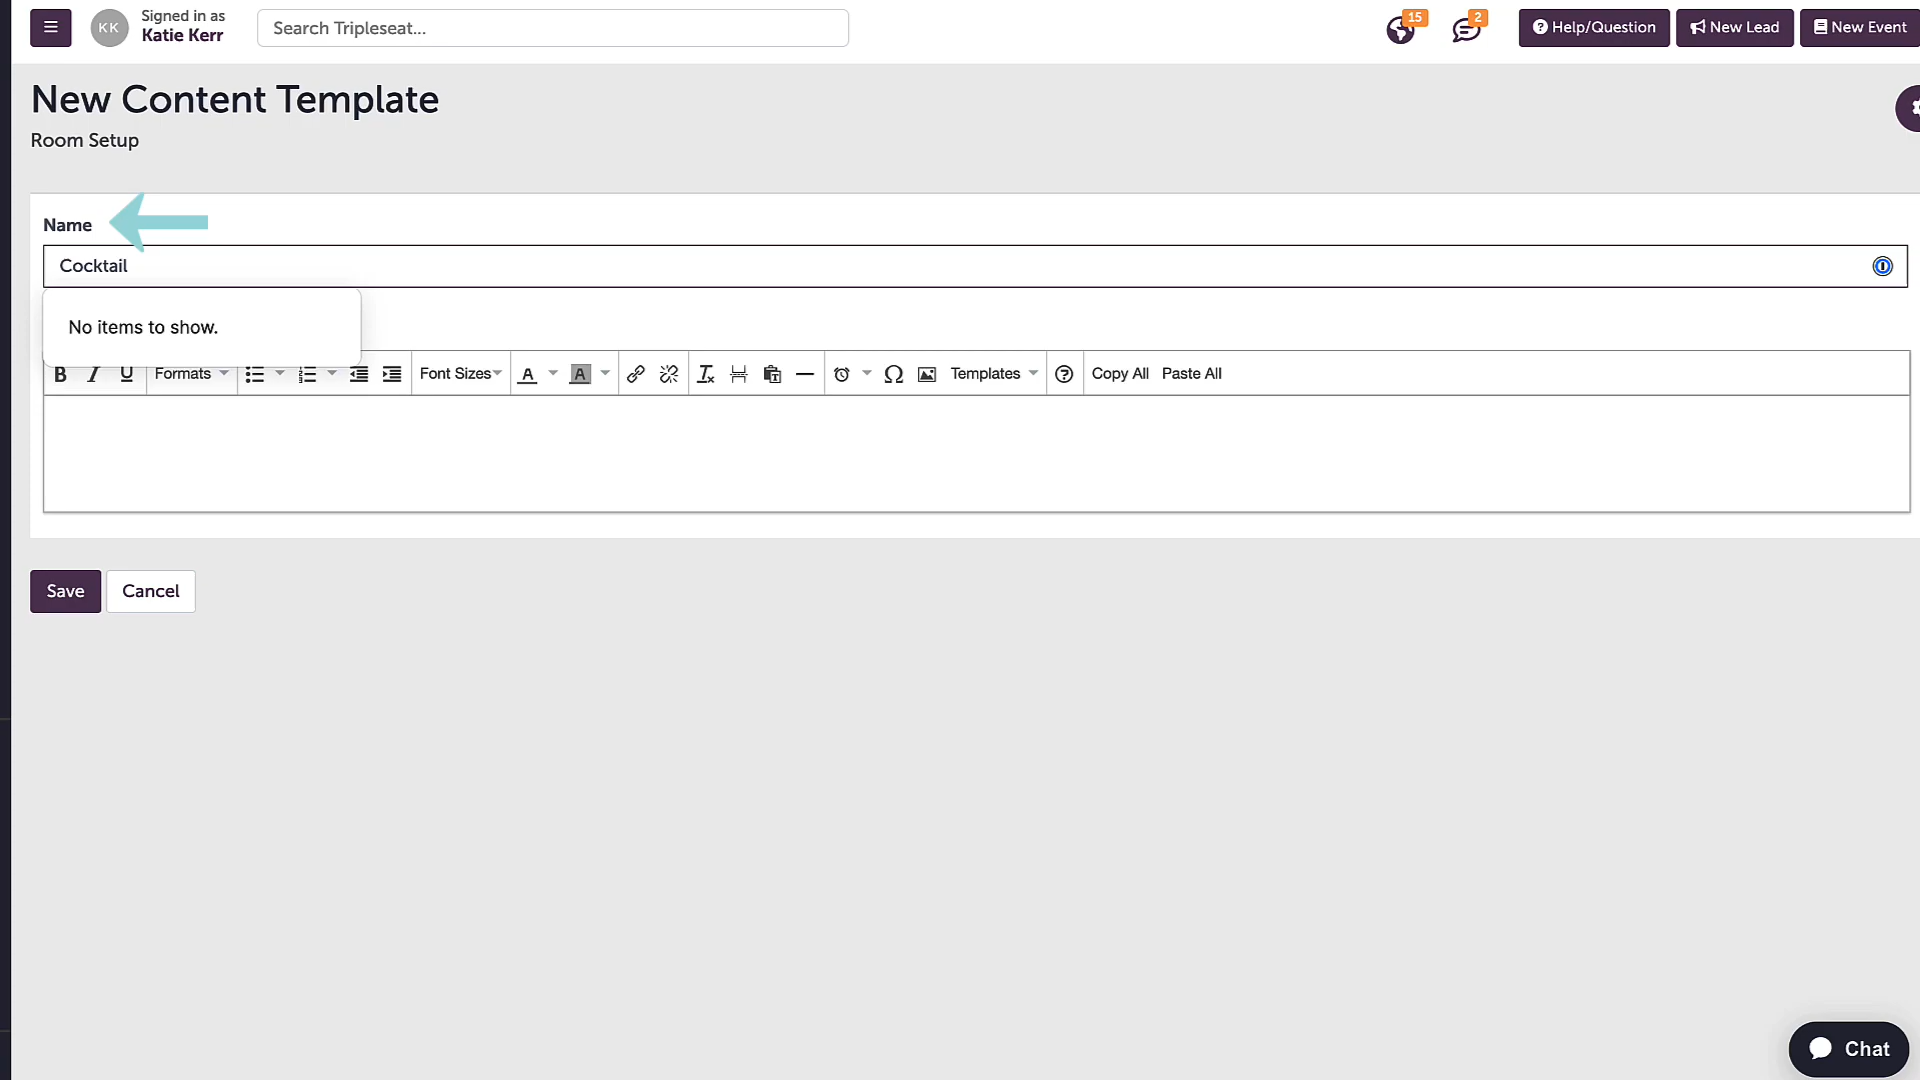 KK
Signed in as
Katie Kerr
Search Tripleseat...
15
2
Help/Question
New Lead
New Event
New Content Template
Room Setup
Name
Cocktail
No items to show.
B I U Formats Font Sizes A A Templates Copy All Paste All
Save
Cancel
Chat